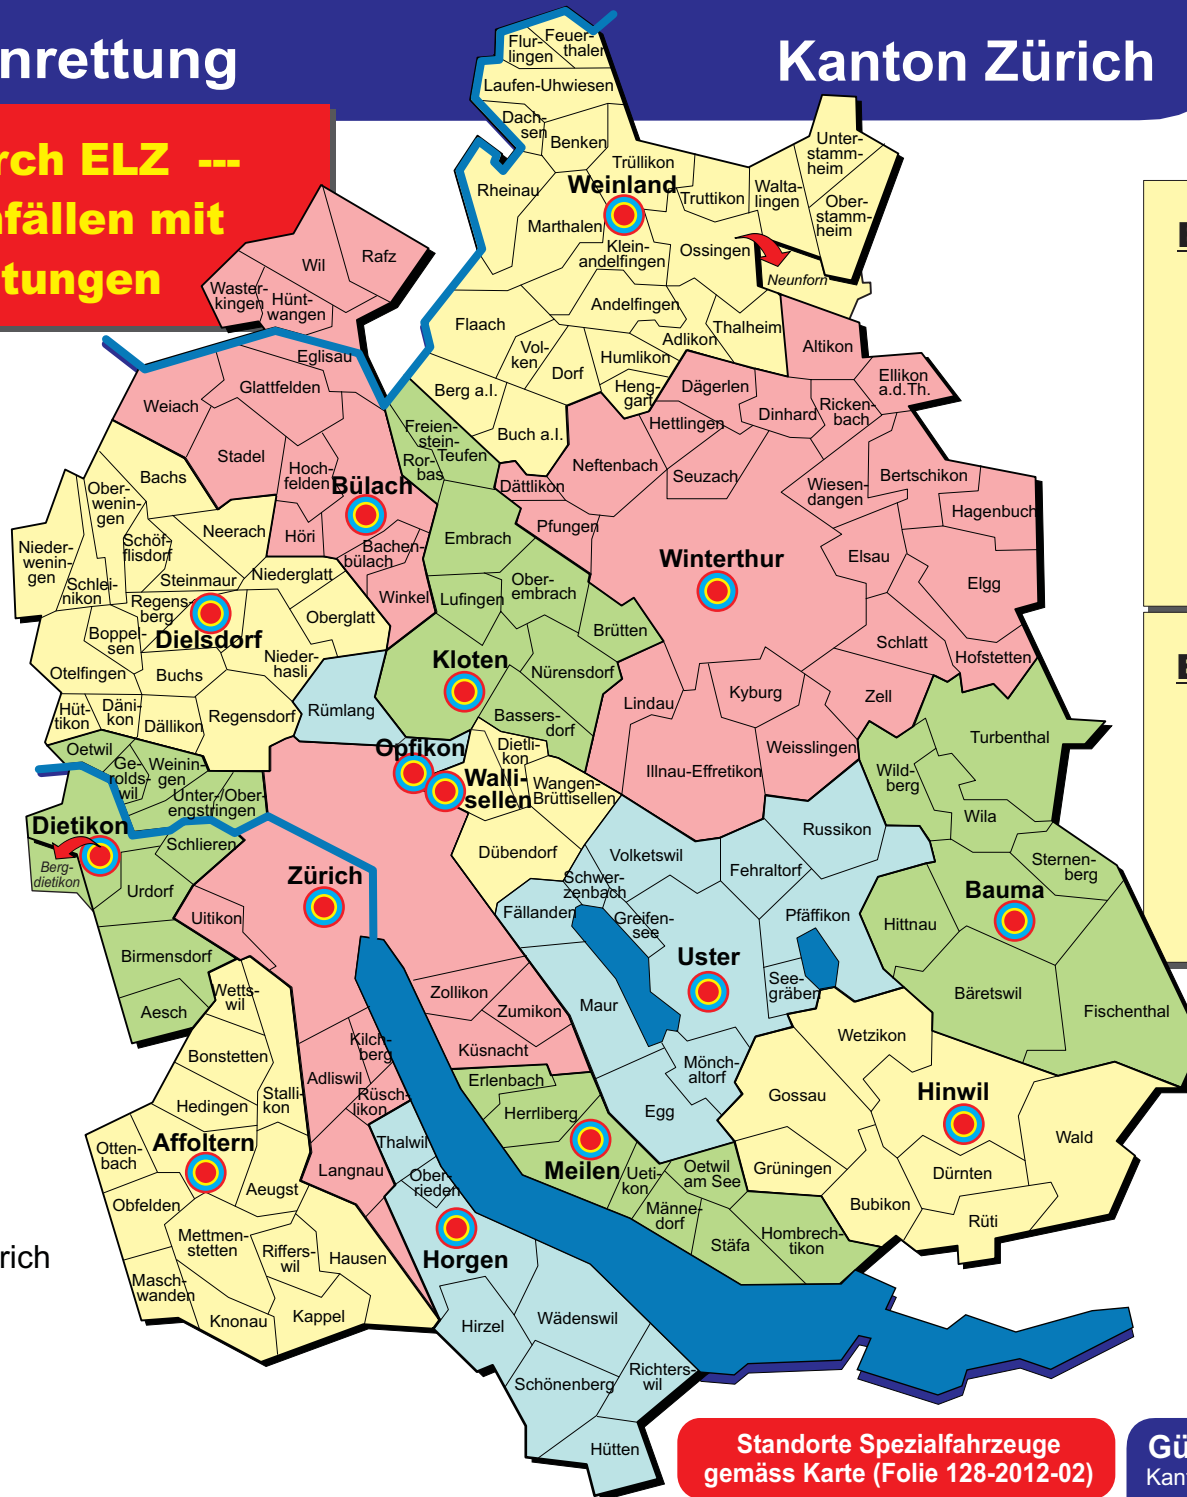 nrettung
Kanton Zürich
rch ELZ ---
nfällen mit
tungen
Flur-
lingen
Feuer-
thalen
Laufen-Uhwiesen
Dach-
sen
Benken
Trüllikon
Rheinau
Weinland
Truttikon
Marthalen
Klein-
andelfingen
Ossingen
Walta-
lingen
Unter-
stamm-
heim
Ober-
stamm-
heim
Neunforn
Andelfingen
Flaach
Vol-
ken
Dorf
Humlikon
Adlikon
Thalheim
Heng-
gart
Berg a.I.
Buch a.I.
Wil
Rafz
Waster-
kingen
Hünt-
wangen
Eglisau
Glattfelden
Weiach
Stadel
Hoch-
felden
Bülach
Höri
Bachen-
bülach
Winkel
Freien-
stein-
Teufen
Ror-
bas
Embrach
Lufingen
Ober-
embrach
Brütten
Kloten
Nürensdorf
Bassers-
dorf
Altikon
Ellikon
a.d.Th.
Dägerlen
Dinhard
Ricken-
bach
Hettlingen
Neftenbach
Seuzach
Dättlikon
Pfungen
Wiesen-
dangen
Bertschikon
Hagenbuch
Winterthur
Elsau
Elgg
Schlatt
Hofstetten
Zell
Lindau
Kyburg
Weisslingen
Illnau-Effretikon
Bachs
Ober-
wenin-
gen
Neerach
Nieder-
wenin-
gen
Schöf-
flisdorf
Schlei-
nikon
Steinmaur
Niederglatt
Regens-
berg
Oberglatt
Boppel-
sen
Dielsdorf
Nieder-
hasli
Otelfingen
Buchs
Hüt-
tikon
Däni-
kon
Dällikon
Regensdorf
Rümlang
Opfikon
Walli-
sellen
Dietli-
kon
Wangen-
Brüttisellen
Dübendorf
Oetwil
Ge-
rolds-
wil
Weinin-
gen
Unter-/Ober-
engstringen
Dietikon
Berg-
dietikon
Schlieren
Urdorf
Birmensdorf
Aesch
Uitikon
Zürich
Zollikon
Zumikon
Küsnacht
Kilch-
berg
Adliswil
Rüsch-
likon
Langnau
Turbenthal
Wild-
berg
Wila
Sternen-
berg
Bauma
Hittnau
Bäretswil
Fischenthal
Russikon
Volketswil
Fehraltorf
Schwer-
zenbach
Fällanden
Greifen-
see
Pfäffikon
Uster
See-
gräben
Maur
Mönch-
altorf
Egg
Wetzikon
Gossau
Hinwil
Wald
Grüningen
Dürnten
Bubikon
Rüti
Erlenbach
Herrliberg
Meilen
Ueti-
kon
Oetwil
am See
Männe-
dorf
Stäfa
Hombrech-
tikon
Wetts-
wil
Bonstetten
Stalli-
kon
Hedingen
Affoltern
Otten-
bach
Obfelden
Aeugst
Mettmen-
stetten
Riffers-
wil
Hausen
Masch-
wanden
Knonau
Kappel
Thalwil
Ober-
rieden
Horgen
Hirzel
Wädenswil
Schönenberg
Richters-
wil
Hütten
rich
Standorte Spezialfahrzeuge
gemäss Karte (Folie 128-2012-02)
Gü
Kan